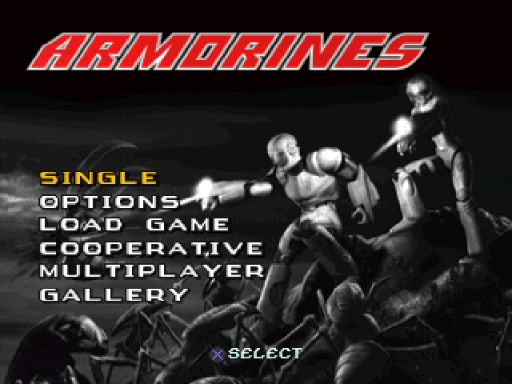 ARMORINES
SINGLE
OPTIONS
LOAD GAME
COOPERATIVE
MULTIPLAYER
GALLERY
SELECT